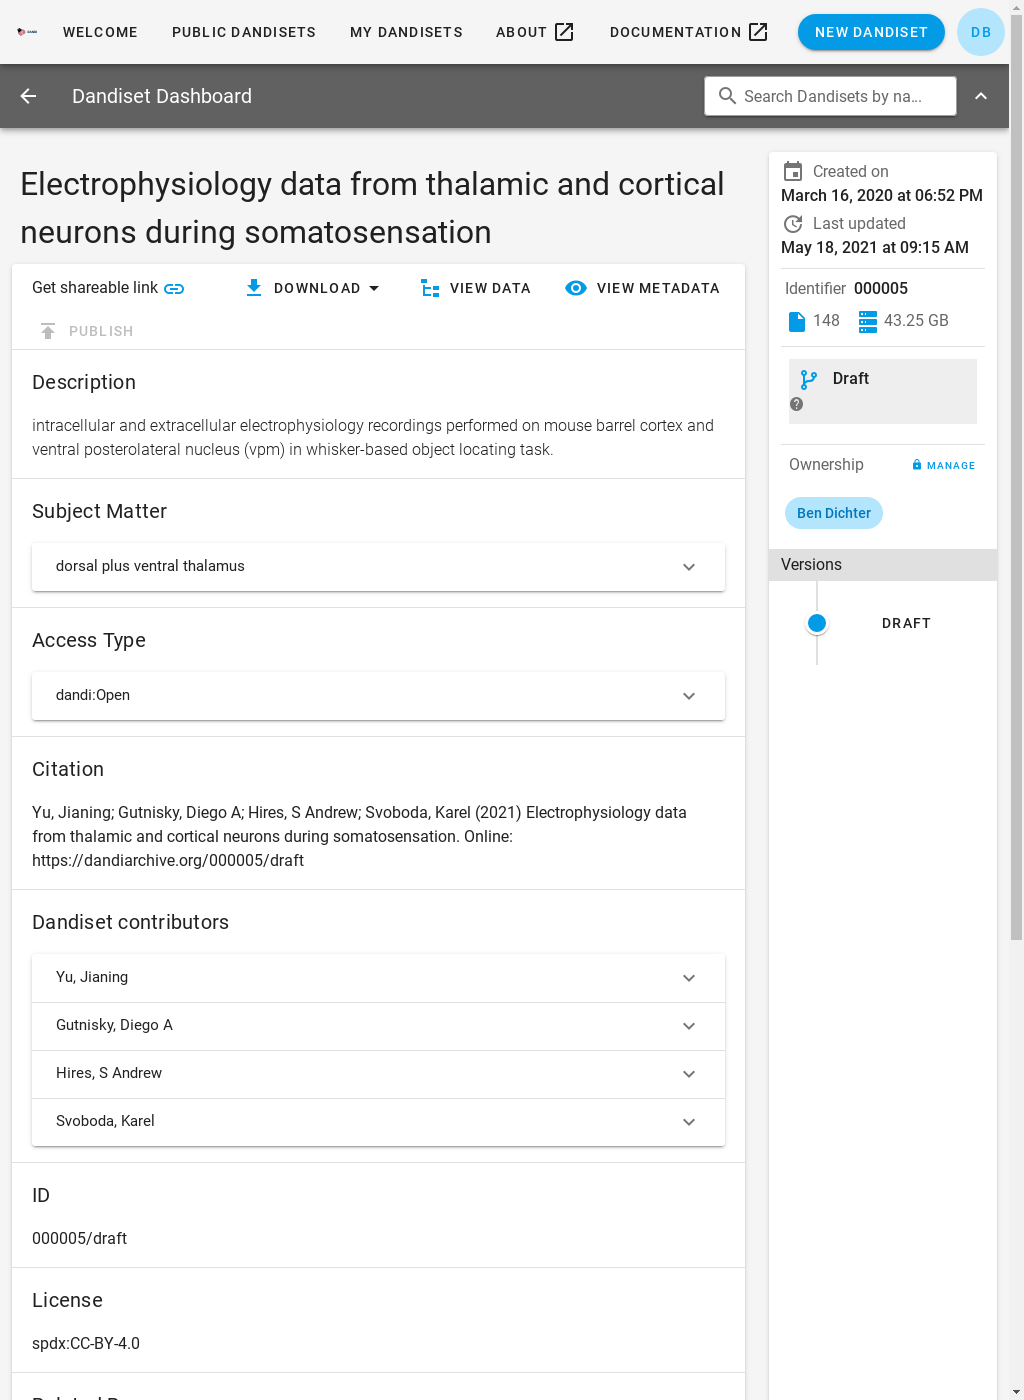 WELCOME
PUBLIC DANDISETS
MY DANDISETS
ABOUT
DOCUMENTATION
NEW DANDISET
DB
Dandiset Dashboard
Search Dandisets by na...
Electrophysiology data from thalamic and cortical
neurons during somatosensation
Get shareable link
DOWNLOAD
VIEW DATA
VIEW METADATA
PUBLISH
Description
intracellular and extracellular electrophysiology recordings performed on mouse barrel cortex and
ventral posterolateral nucleus (vpm) in whisker-based object locating task.
Subject Matter
dorsal plus ventral thalamus
Access Type
dandi:Open
Citation
Yu, Jianing; Gutnisky, Diego A; Hires, S Andrew; Svoboda, Karel (2021) Electrophysiology data
from thalamic and cortical neurons during somatosensation. Online:
https://dandiarchive.org/000005/draft
Dandiset contributors
Yu, Jianing
Gutnisky, Diego A
Hires, S Andrew
Svoboda, Karel
ID
000005/draft
License
spdx:CC-BY-4.0
Created on
March 16, 2020 at 06:52 PM
Last updated
May 18, 2021 at 09:15 AM
Identifier 000005
148
43.25 GB
Draft
Ownership
MANAGE
Ben Dichter
Versions
DRAFT